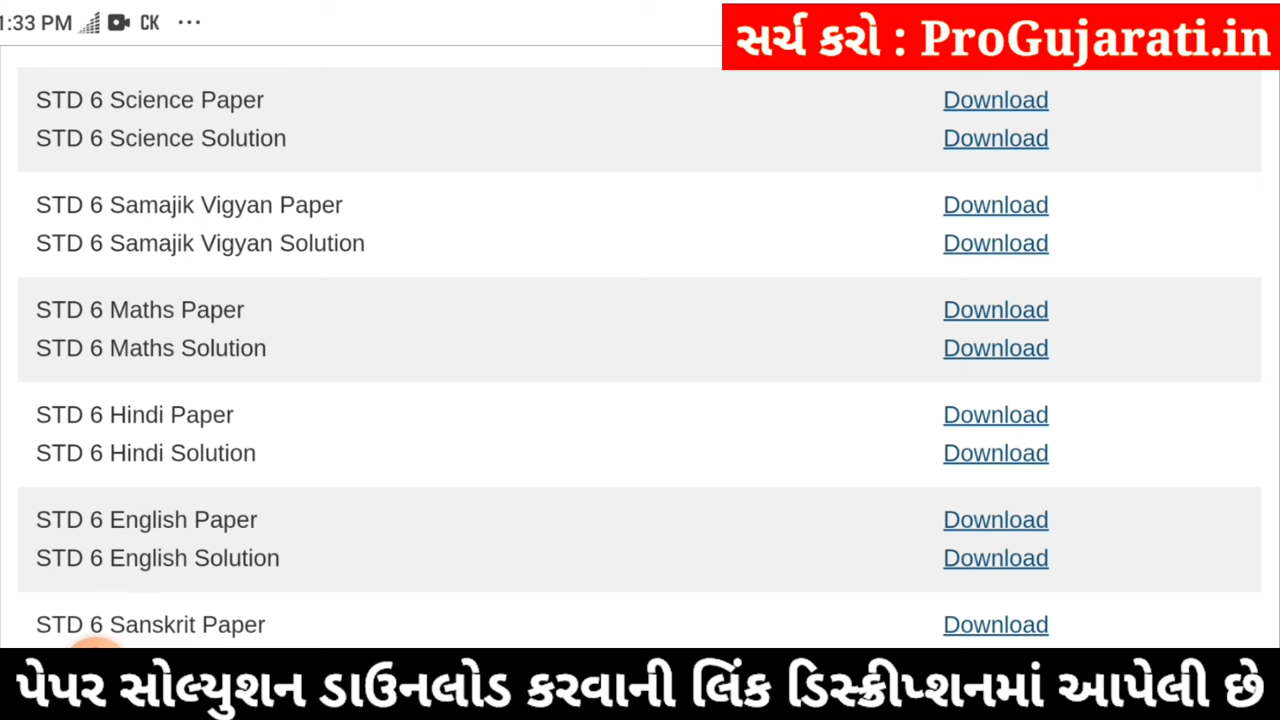 1:33 PM CK ...
સર્ચ કરો : ProGujarati.in
STD 6 Science Paper Download
STD 6 Science Solution Download
STD 6 Samajik Vigyan Paper Download
STD 6 Samajik Vigyan Solution Download
STD 6 Maths Paper Download
STD 6 Maths Solution Download
STD 6 Hindi Paper Download
STD 6 Hindi Solution Download
STD 6 English Paper Download
STD 6 English Solution Download
STD 6 Sanskrit Paper Download
પેપર સોલ્યુશન ડાઉનલોડ કરવાની લિંક ડિસ્ક્રીપ્શનમાં આપેલી છે